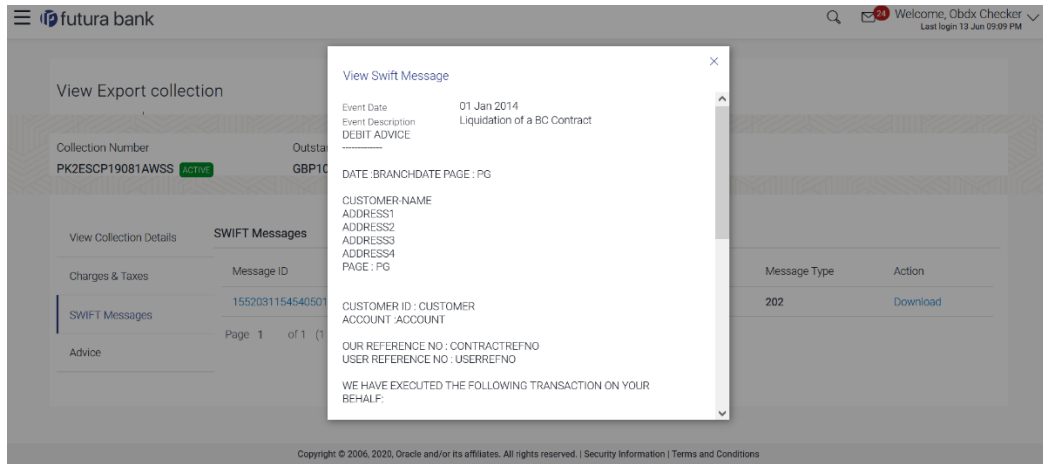 futura bank
24
Welcome, Obdx Checker
Last login 13 Jun 09:09 PM
View Export collection
Collection Number
PK2ESCP19081AWSS ACTIVE
GBP10
View Collection Details
Charges & Taxes
SWIFT Messages
Advice
SWIFT Messages
Message ID
Message Type
Action
1552031154540501
202
Download
Page 1 of 1 (1
View Swift Message
Event Date 01 Jan 2014
Event Description Liquidation of a BC Contract
DEBIT ADVICE
-------------
DATE :BRANCHDATE PAGE : PG
CUSTOMER-NAME
ADDRESS1
ADDRESS2
ADDRESS3
ADDRESS4
PAGE : PG
CUSTOMER ID : CUSTOMER
ACCOUNT :ACCOUNT
OUR REFERENCE NO : CONTRACTREFNO
USER REFERENCE NO : USERREFNO
WE HAVE EXECUTED THE FOLLOWING TRANSACTION ON YOUR
BEHALF:
Copyright © 2006, 2020, Oracle and/or its affiliates. All rights reserved. | Security Information | Terms and Conditions